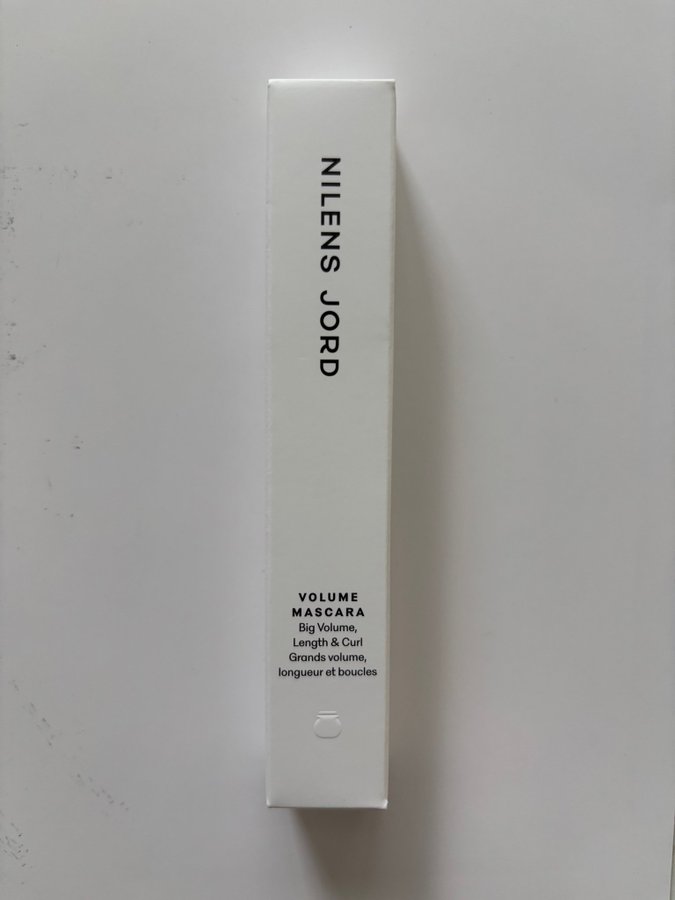 NILENS JORD
VOLUME
MASCARA
Big Volume,
Length & Curl
Grands volume,
longueur et boucles